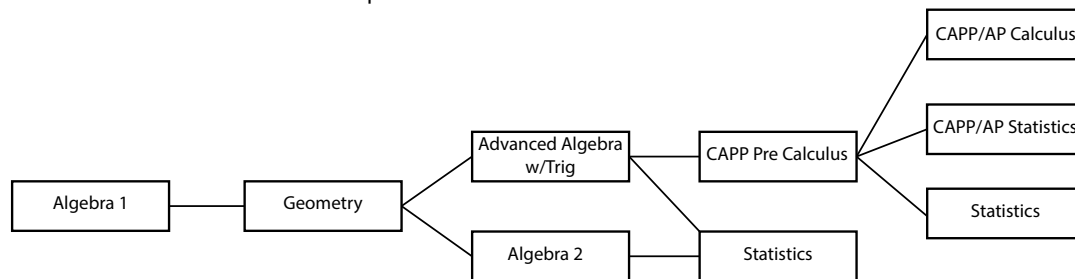 CAPP/AP Calculus
CAPP/AP Statistics
Advanced Algebra
w/Trig
CAPP Pre Calculus
Algebra 1
Geometry
Statistics
Algebra 2
Statistics